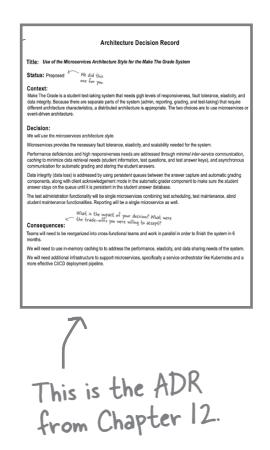 Architecture Decision Record
Title: Use of the Microservices Architecture Style for the Make The Grade System
Status: Proposed
We did this
one for you
Context:
Make The Grade is a student test-taking system that needs gigh levels of responsiveness, fault tolerance, elasticity, and
data integrity. Because there are separate parts of the system (admin, reporting, grading, and test-taking) that require
different architecture characteristics, a distributed architecture is appropriate. The two choices are to use microservices or
event-driven architecture.
Decision:
We will use the microservices architecture style.
Microservices provides the necessary fault tolerance, elasticity, and scalability needed for the system.
Performance deficiencies and high responsiveness needs are addressed through minimal inter-service communication,
caching to minimize data retrieval needs (student information, test questions, and test answer keys), and asynchronous
communication for automatic grading and storing the student answers.
Data integrity (data loss) is addressed by using persistent queues between the answer capture and automatic grading
components, along with client acknowledgement mode in the automatic grader component to make sure the student
answer stays on the queue until it is persistent in the student answer database.
The test administration functionality will be single microservices combining test scheduling, test maintenance, abnd
student maintenance functionalities. Reporting will be a single microservice as well.
What is the impact of your decision? What were
the trade-offs you were willing to accept?
Consequences:
Teams will need to be reorganized into cross-functional teams and work in parallel in order to finish the system in 6
months.
We will need to use in-memory caching to to address the performance, elasticity, and data sharing needs of the system.
We will need additional infrastructure to support microservices, specifically a service orchestrator like Kubernetes and a
more effective CI/CD deployment pipeline.
This is the ADR
from Chapter 12.